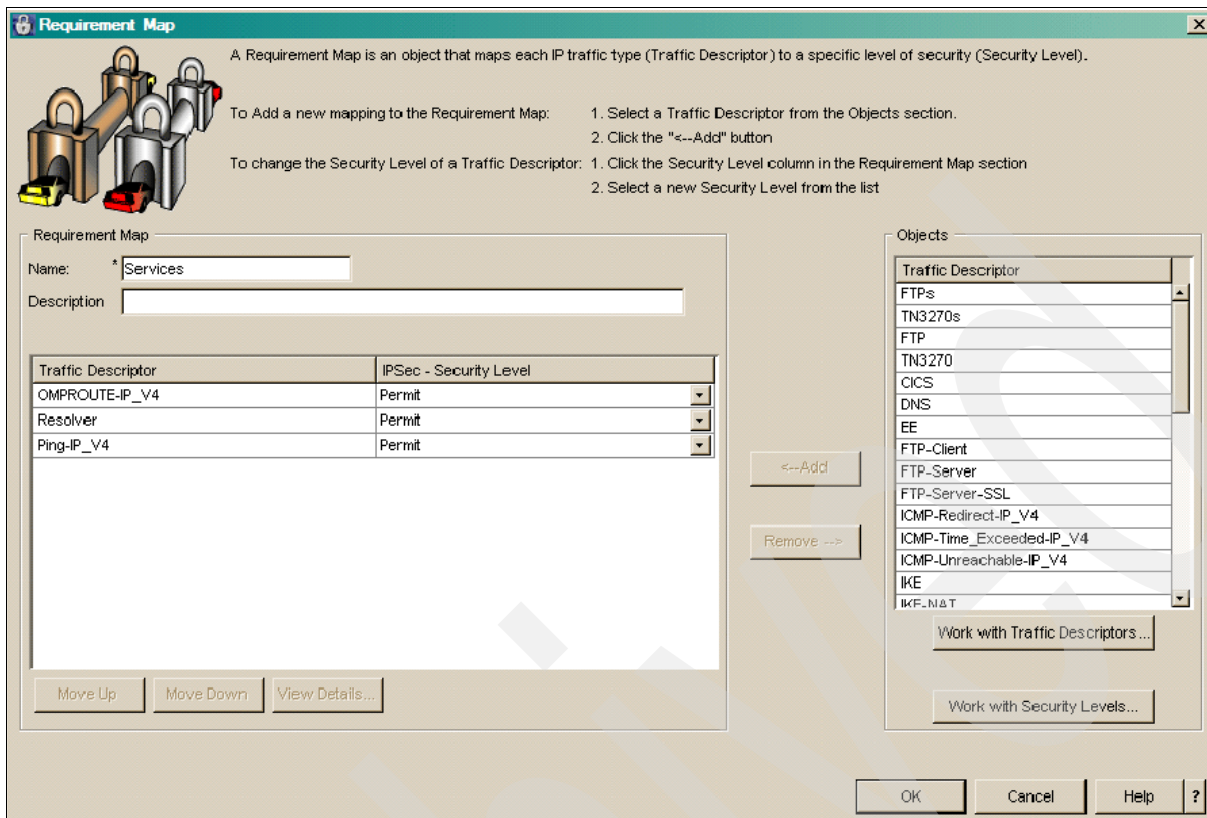 Requirement Map
A Requirement Map is an object that maps each IP traffic type (Traffic Descriptor) to a specific level of security (Security Level).
To Add a new mapping to the Requirement Map: 1. Select a Traffic Descriptor from the Objects section.
2. Click the "<--Add" button
To change the Security Level of a Traffic Descriptor: 1. Click the Security Level column in the Requirement Map section
2. Select a new Security Level from the list
Requirement Map
Name: * Services
Description
Traffic Descriptor IPSec - Security Level
OMPROUTE-IP_V4 Permit
Resolver Permit
Ping-IP_V4 Permit
Move Up Move Down View Details...
<--Add
Remove -->
Objects
Traffic Descriptor
FTPs
TN3270s
FTP
TN3270
CICS
DNS
EE
FTP-Client
FTP-Server
FTP-Server-SSL
ICMP-Redirect-IP_V4
ICMP-Time_Exceeded-IP_V4
ICMP-Unreachable-IP_V4
IKE
IKE-NAT
Work with Traffic Descriptors...
Work with Security Levels...
OK Cancel Help ?